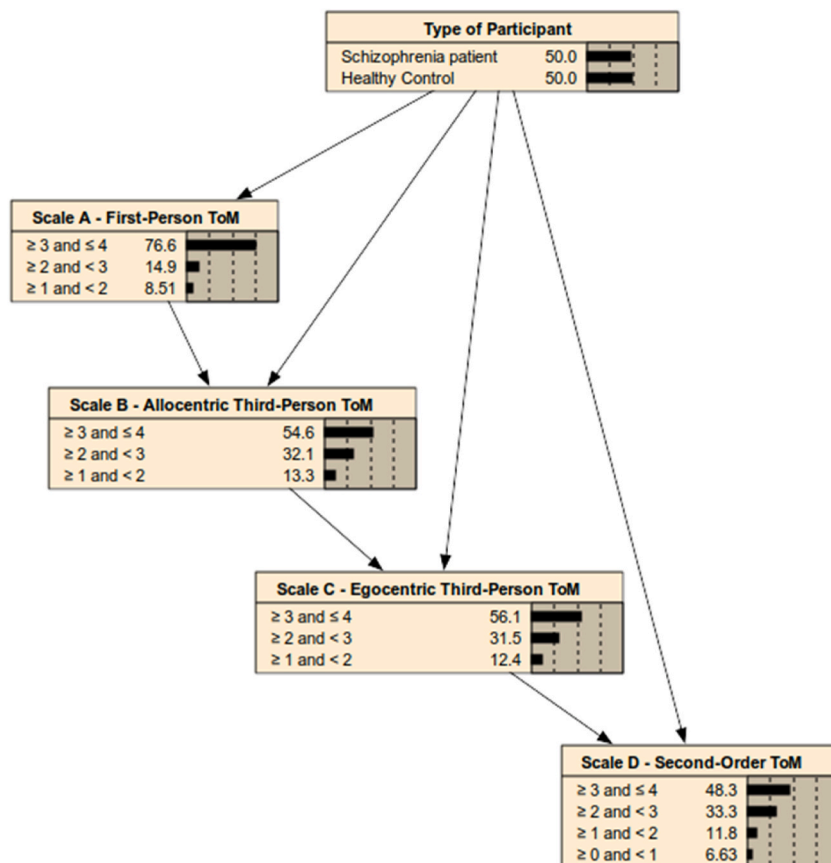 Type of Participant
Schizophrenia patient 50.0
Healthy Control 50.0
Scale A - First-Person ToM
≥ 3 and ≤ 4 76.6
≥ 2 and < 3 14.9
≥ 1 and < 2 8.51
Scale B - Allocentric Third-Person ToM
≥ 3 and ≤ 4 54.6
≥ 2 and < 3 32.1
≥ 1 and < 2 13.3
Scale C - Egocentric Third-Person ToM
≥ 3 and ≤ 4 56.1
≥ 2 and < 3 31.5
≥ 1 and < 2 12.4
Scale D - Second-Order ToM
≥ 3 and ≤ 4 48.3
≥ 2 and < 3 33.3
≥ 1 and < 2 11.8
≥ 0 and < 1 6.63